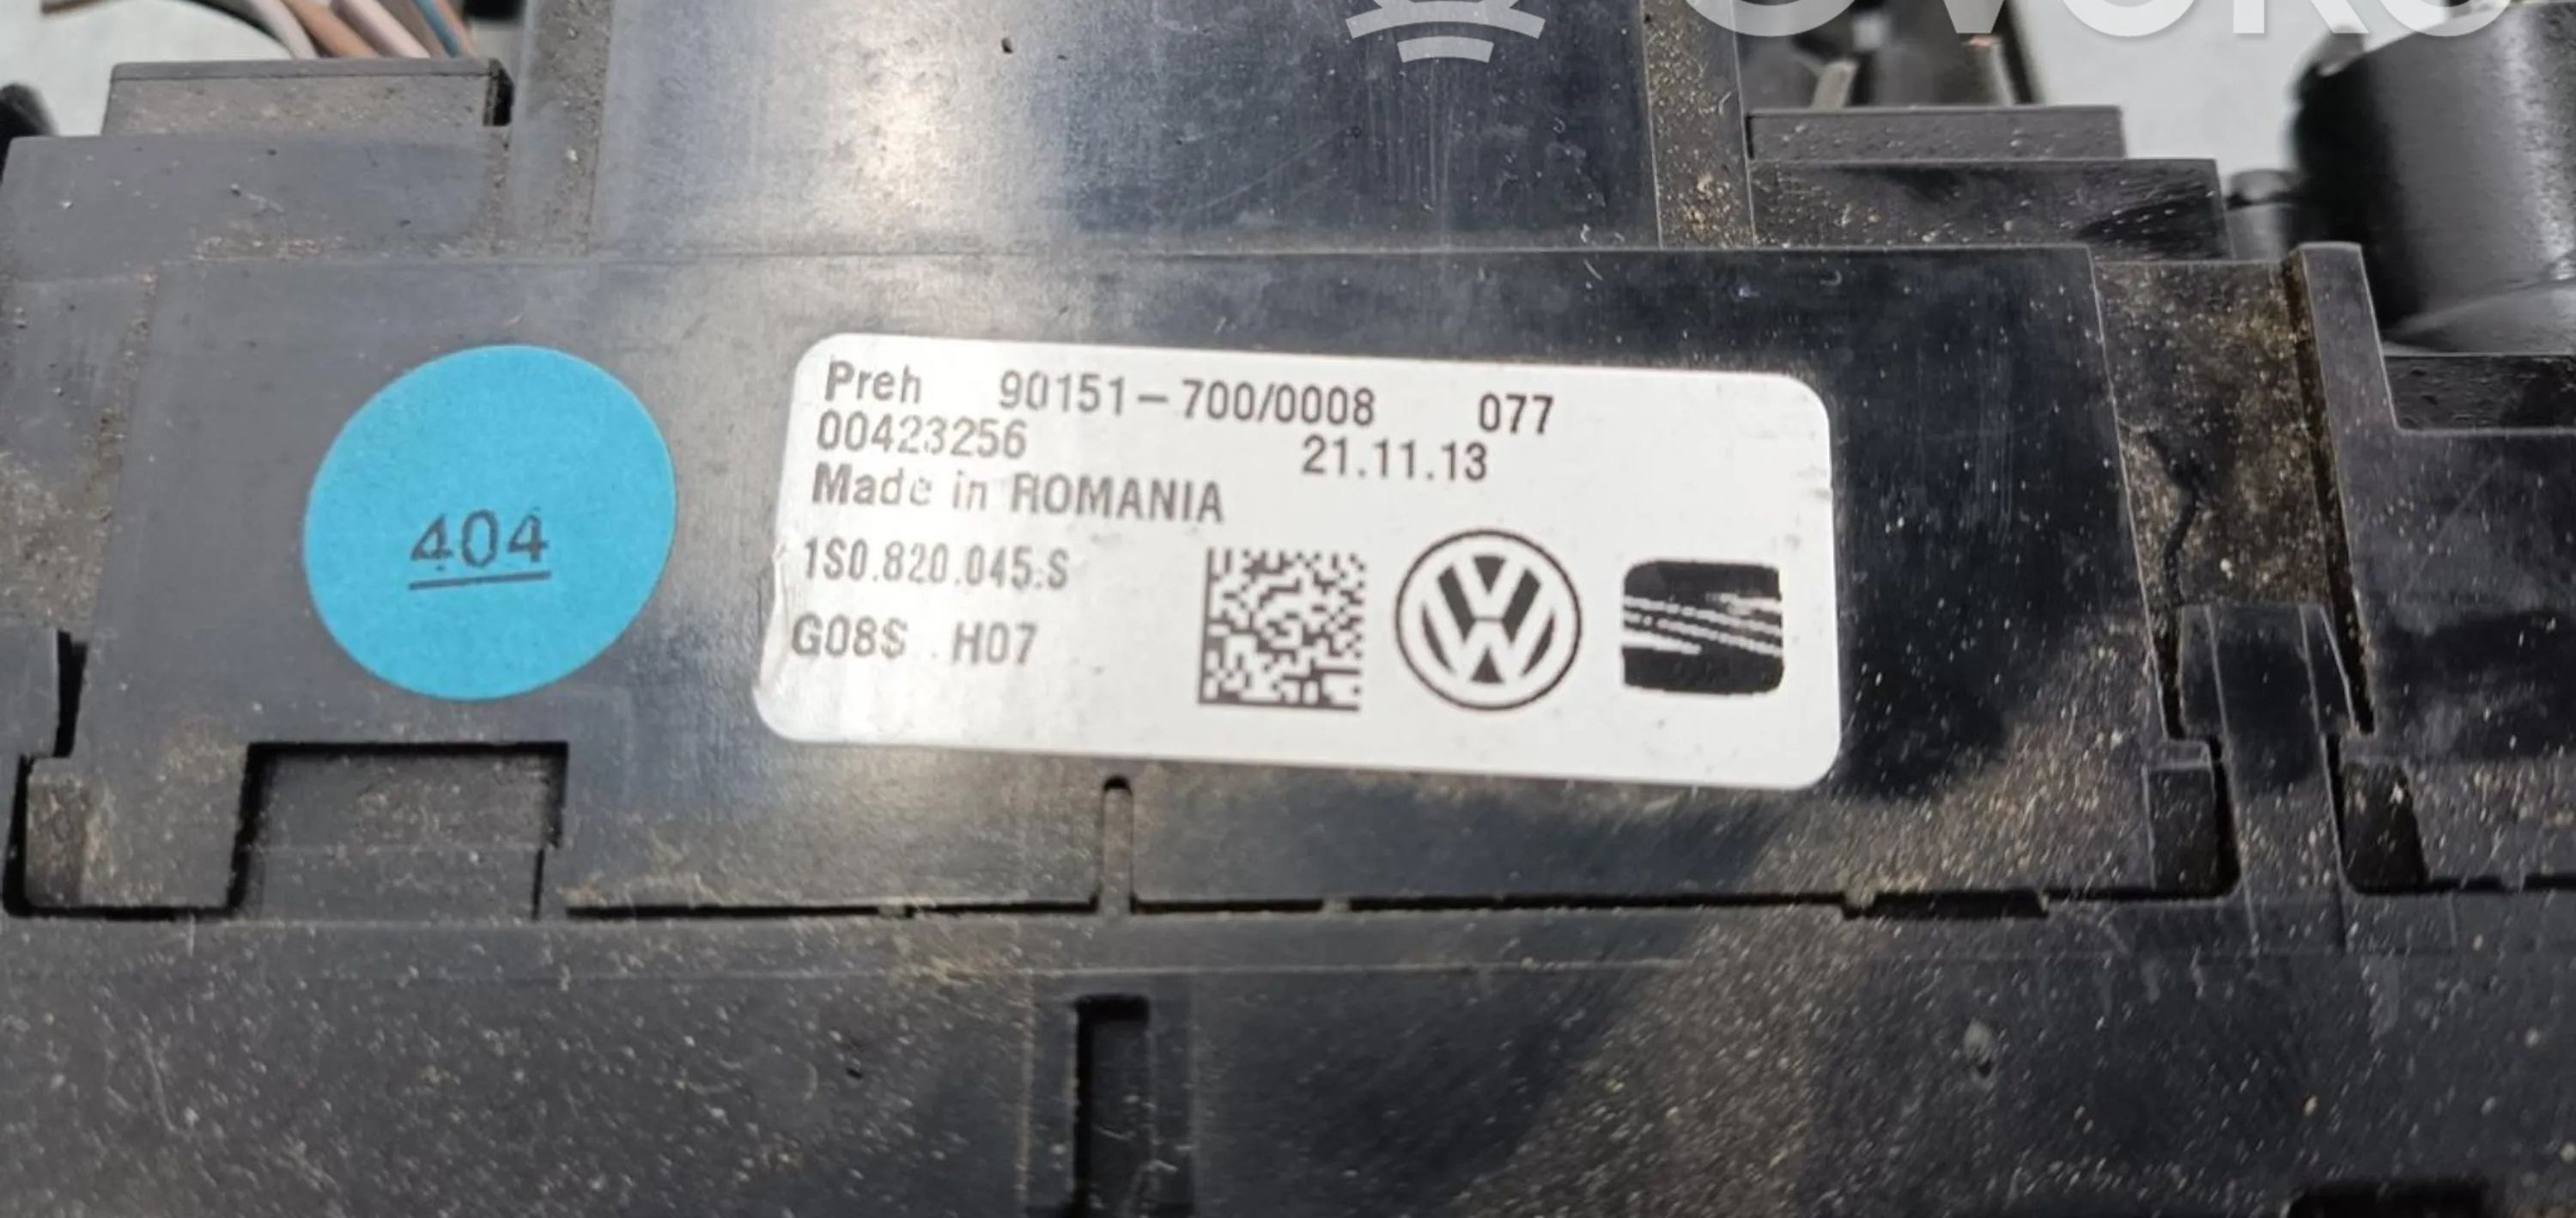 Preh 90151-700/0008 077
00423256 21.11.13
Made in ROMANIA
1S0.820.045.S
G08S . H07
404